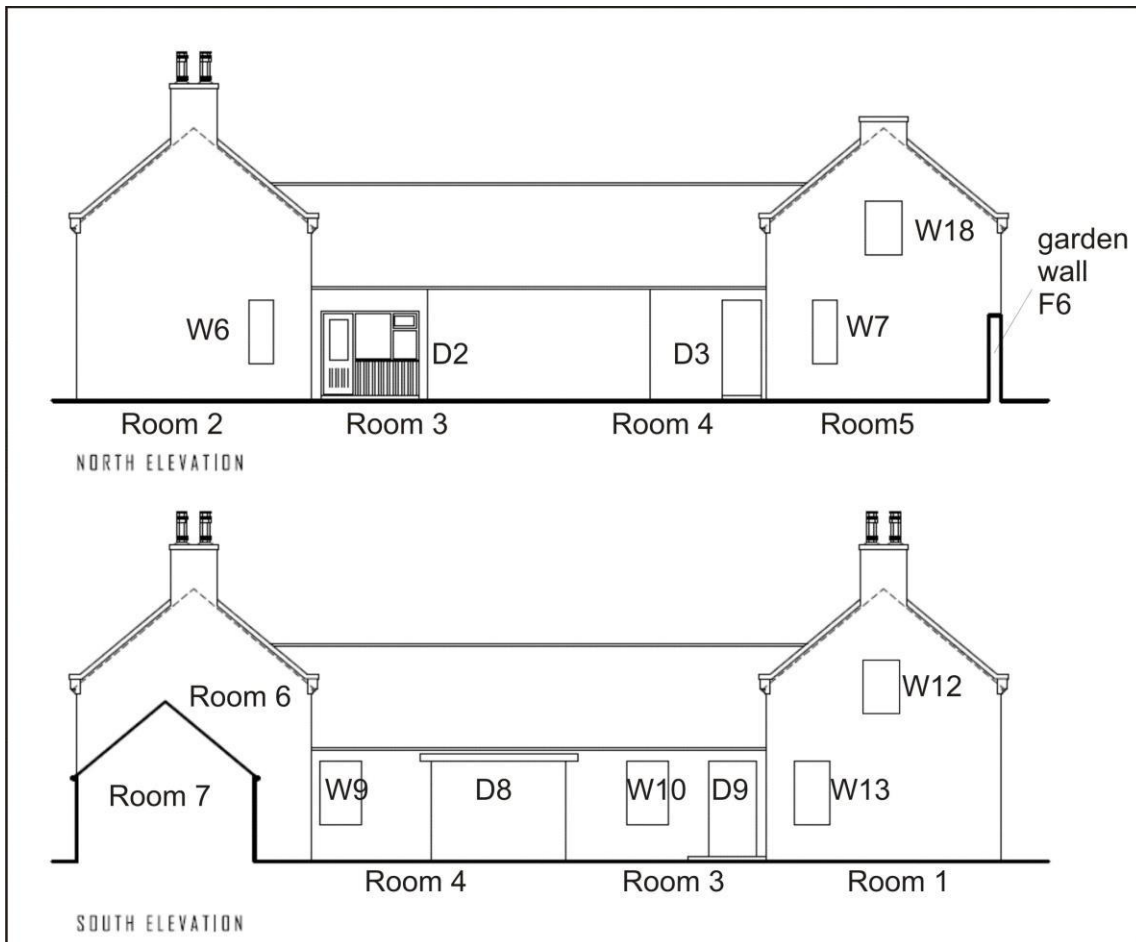 W18
garden
wall
F6
W6
D2
D3
W7
Room 2
Room 3
Room 4
Room5
NORTH ELEVATION
W12
Room 6
Room 7
W9
D8
W10
D9
W13
Room 4
Room 3
Room 1
SOUTH ELEVATION